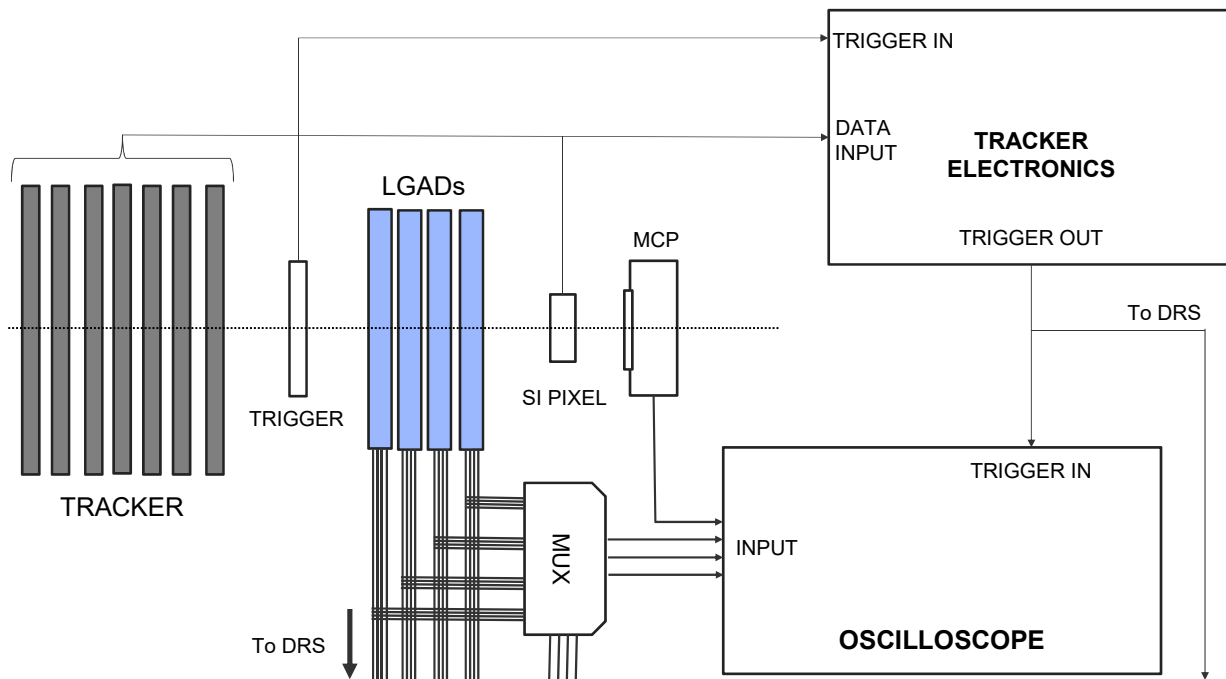 TRIGGER IN
DATA
INPUT
TRACKER
ELECTRONICS
TRIGGER OUT
LGADs
MCP
To DRS
SI PIXEL
TRIGGER
TRACKER
TRIGGER IN
MUX
INPUT
To DRS
OSCILLOSCOPE